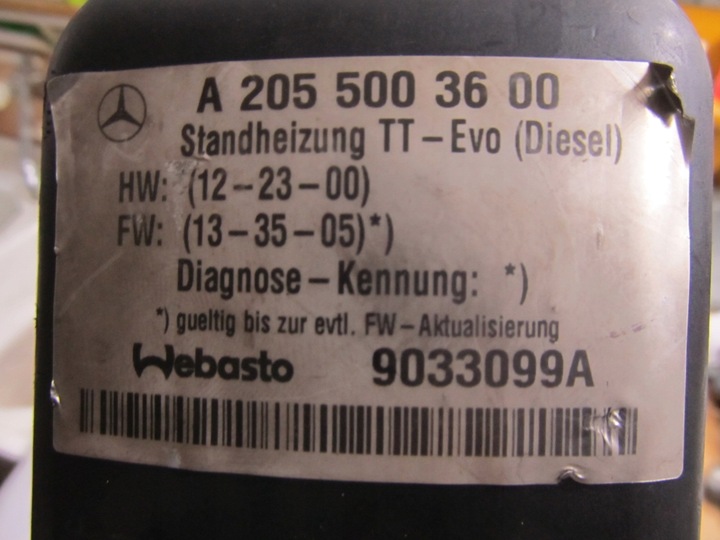 A 205 500 36 00
Standheizung TT-Evo (Diesel)
HW: (12-23-00)
FW: (13-35-05)*)
Diagnose-Kennung: *)
*) gueltig bis zur evtl. FW-Aktualisierung
Webasto 9033099A